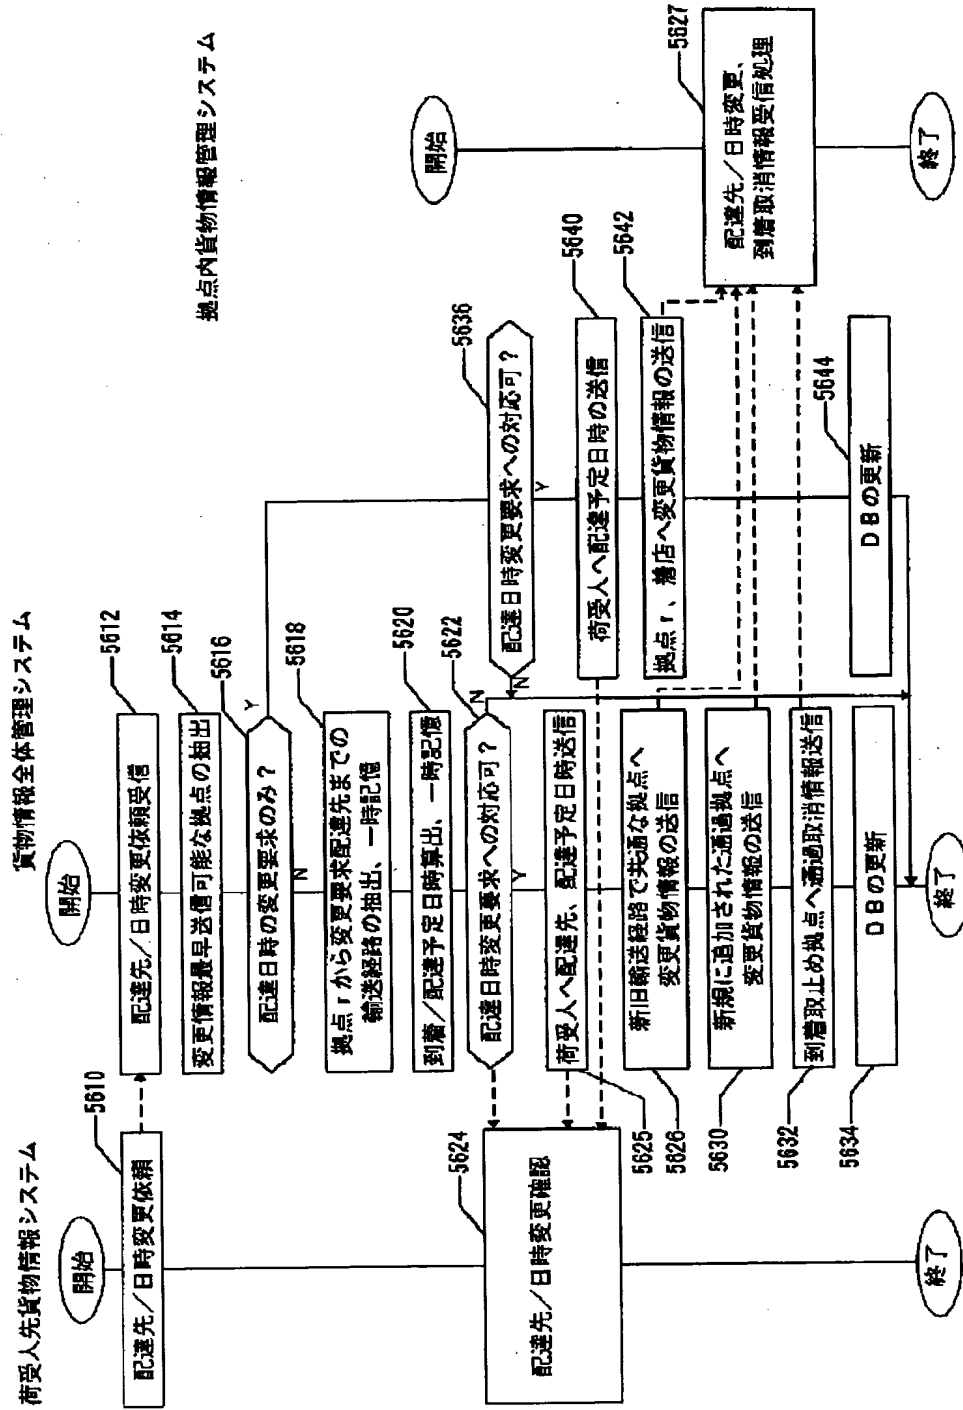 荷受人先貨物情報システム
開始
配達先／日時変更依頼
5610
配達先／日時変更確認
5624
終了
貨物情報全体管理システム
開始
配達先／日時変更依頼受信
5612
変更情報最早送信可能な拠点の抽出
5614
配達日時の変更要求のみ？
5616
Y
N
拠点ｒから変更要求配達先までの
輸送経路の抽出、一時記憶
5618
到着／配達予定日時算出、一時記憶
5620
配達日時変更要求への対応可？
5622
N
Y
荷受人へ配達先、配達予定日時送信
5625
新旧輸送経路で共通な拠点へ
変更貨物情報の送信
5626
新規に追加された通過拠点へ
変更貨物情報の送信
5630
到着取止め拠点へ通過取消情報送信
5632
ＤＢの更新
5634
終了
配達日時変更要求への対応可？
5636
N
Y
荷受人へ配達予定日時の送信
5640
拠点ｒ、着店へ変更貨物情報の送信
5642
ＤＢの更新
5644
拠点内貨物情報管理システム
開始
配達先／日時変更、
到着取消情報受信処理
5627
終了